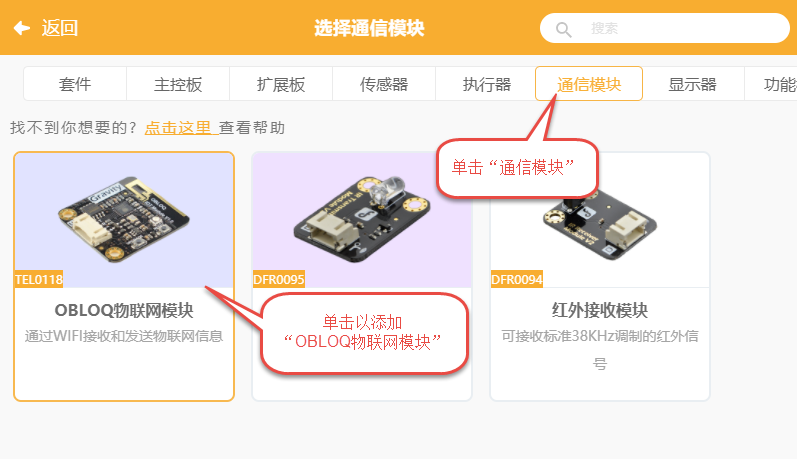 返回
选择通信模块
搜索
套件
主控板
扩展板
传感器
执行器
通信模块
显示器
功能
找不到你想要的? 点击这里 查看帮助
单击“通信模块”
Gravity
OBLOQ
TEL0118
DFR0095
DFR0094
OBLOQ物联网模块
通过WIFI接收和发送物联网信息
单击以添加
“OBLOQ物联网模块”
红外接收模块
可接收标准38KHz调制的红外信
号